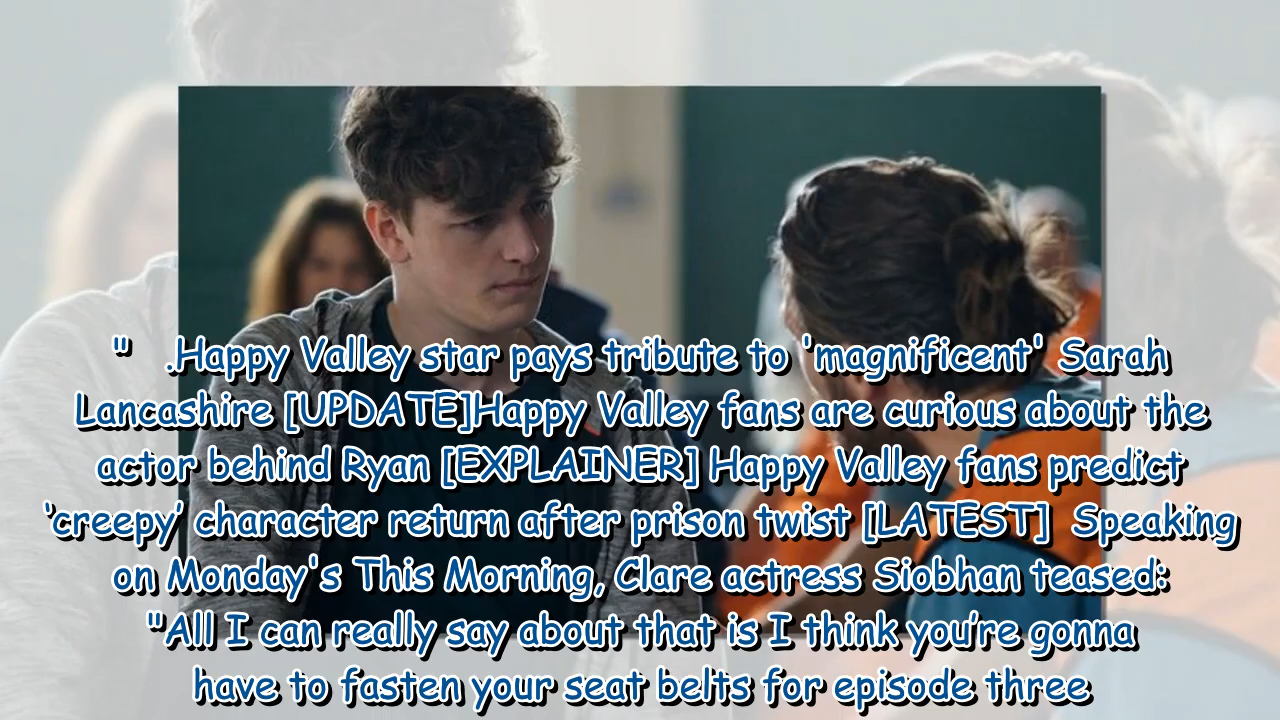 "   .Happy Valley star pays tribute to 'magnificent' Sarah
Lancashire [UPDATE]Happy Valley fans are curious about the
actor behind Ryan [EXPLAINER] Happy Valley fans predict
‘creepy’ character return after prison twist [LATEST]  Speaking
on Monday's This Morning, Clare actress Siobhan teased:
"All I can really say about that is I think you’re gonna
have to fasten your seat belts for episode three